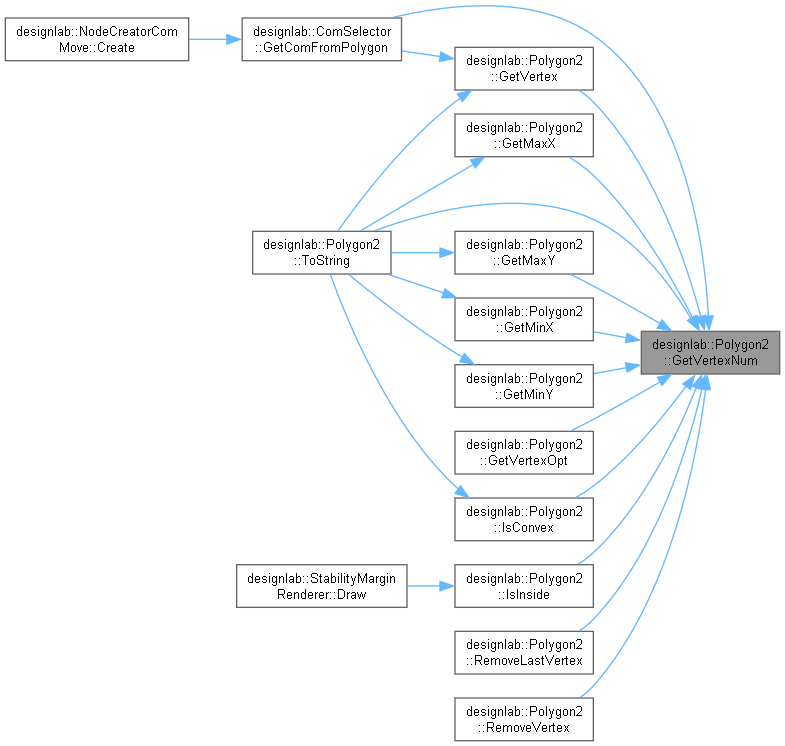 designlab::NodeCreatorCom
Move::Create
designlab::ComSelector
::GetComFromPolygon
designlab::Polygon2
::GetVertex
designlab::Polygon2
::GetMaxX
designlab::Polygon2
::ToString
designlab::Polygon2
::GetMaxY
designlab::Polygon2
::GetMinX
designlab::Polygon2
::GetVertexNum
designlab::Polygon2
::GetMinY
designlab::Polygon2
::GetVertexOpt
designlab::Polygon2
::IsConvex
designlab::StabilityMargin
Renderer::Draw
designlab::Polygon2
::IsInside
designlab::Polygon2
::RemoveLastVertex
designlab::Polygon2
::RemoveVertex